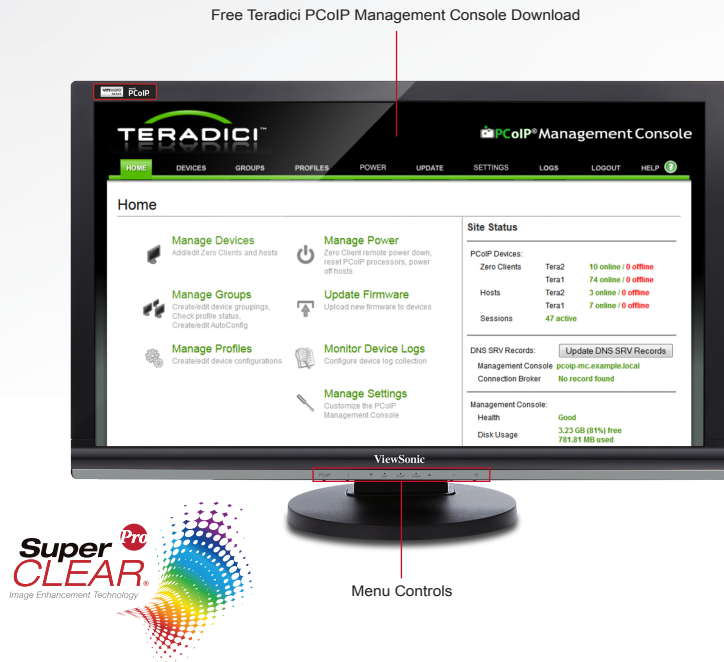 Free Teradici PCoIP Management Console Download
vmware
PCoIP
TERADICI™
PCoIP® Management Console
HOME DEVICES GROUPS PROFILES POWER UPDATE SETTINGS LOGS LOGOUT HELP ?
Home
Manage Devices
Add/edit Zero Clients and hosts
Manage Power
Zero Client remote power down,
reset PCoIP processors, power
off hosts
Manage Groups
Create/edit device groupings,
Check profile status,
Create/edit AutoConfig
Update Firmware
Upload new firmware to devices
Manage Profiles
Create/edit device configurations
Monitor Device Logs
Configure device log collection
Manage Settings
Customize the PCoIP
Management Console
Site Status
PCoIP Devices:
Zero Clients Tera2 10 online / 0 offline
Tera1 74 online / 0 offline
Hosts Tera2 3 online / 0 offline
Tera1 7 online / 0 offline
Sessions 47 active
DNS SRV Records: Update DNS SRV Records
Management Console pcoip-mc.example.local
Connection Broker No record found
Management Console:
Health Good
Disk Usage 3.23 GB (81%) free
781.81 MB used
ViewSonic
Menu Controls
Super Pro
CLEAR®
Image Enhancement Technology